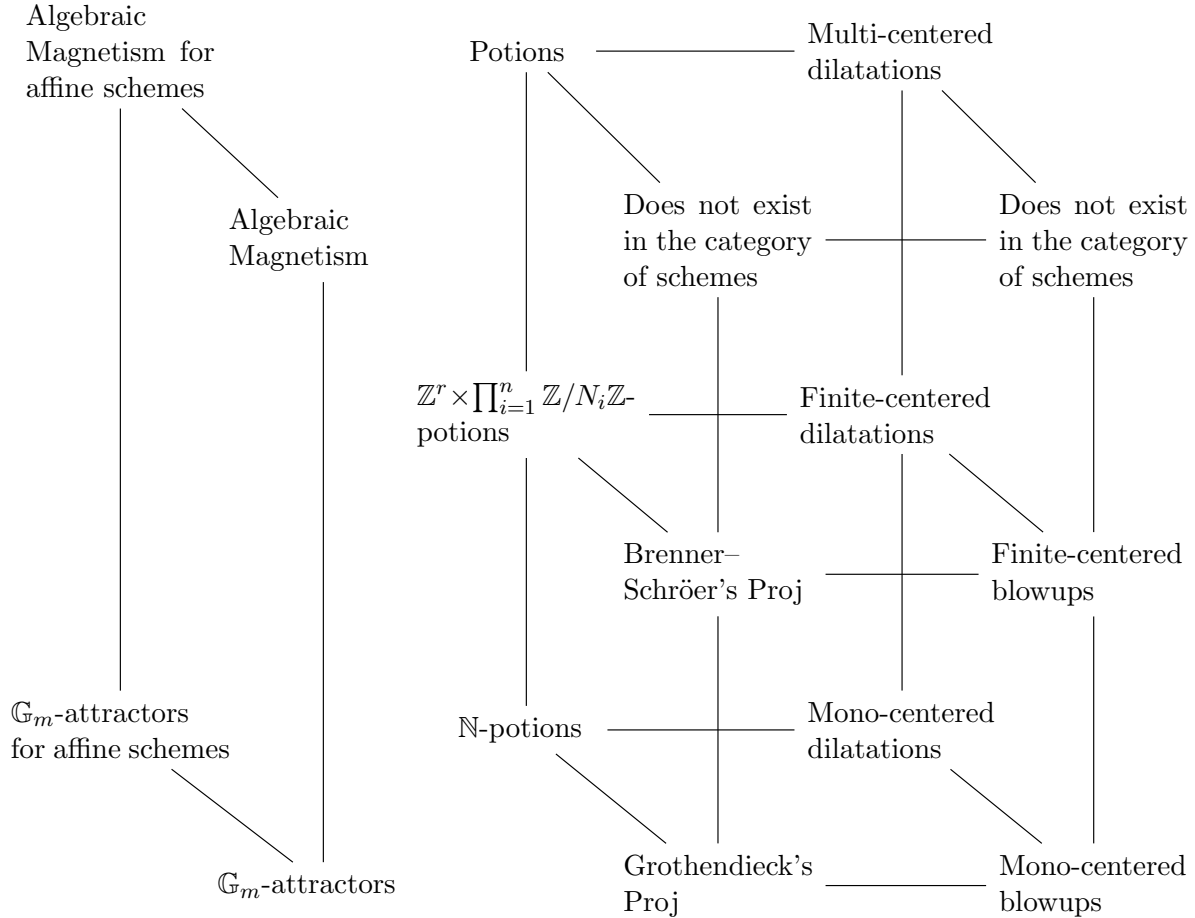 Algebraic
Magnetism for
affine schemes
Potions
Multi-centered
dilatations
Algebraic
Magnetism
Does not exist
in the category
of schemes
Does not exist
in the category
of schemes
ℤ^r × ∏_{i=1}^n ℤ/N_iℤ-
potions
Finite-centered
dilatations
Brenner–
Schröer's Proj
Finite-centered
blowups
𝔾_m-attractors
for affine schemes
ℕ-potions
Mono-centered
dilatations
𝔾_m-attractors
Grothendieck's
Proj
Mono-centered
blowups